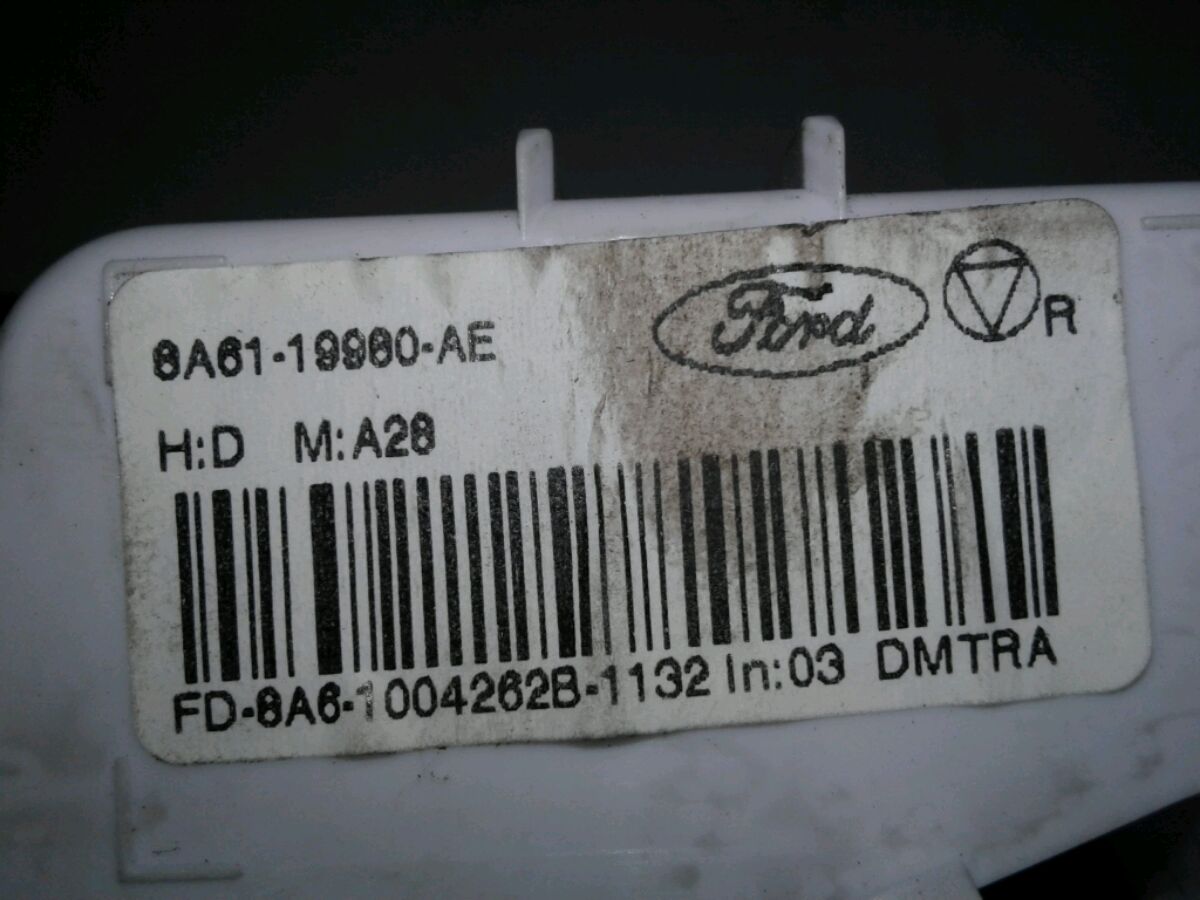 Ford
R
8A61-19980-AE
H:D M:A28
FD-8A6-1004262B-1132 In:03 DMTRA